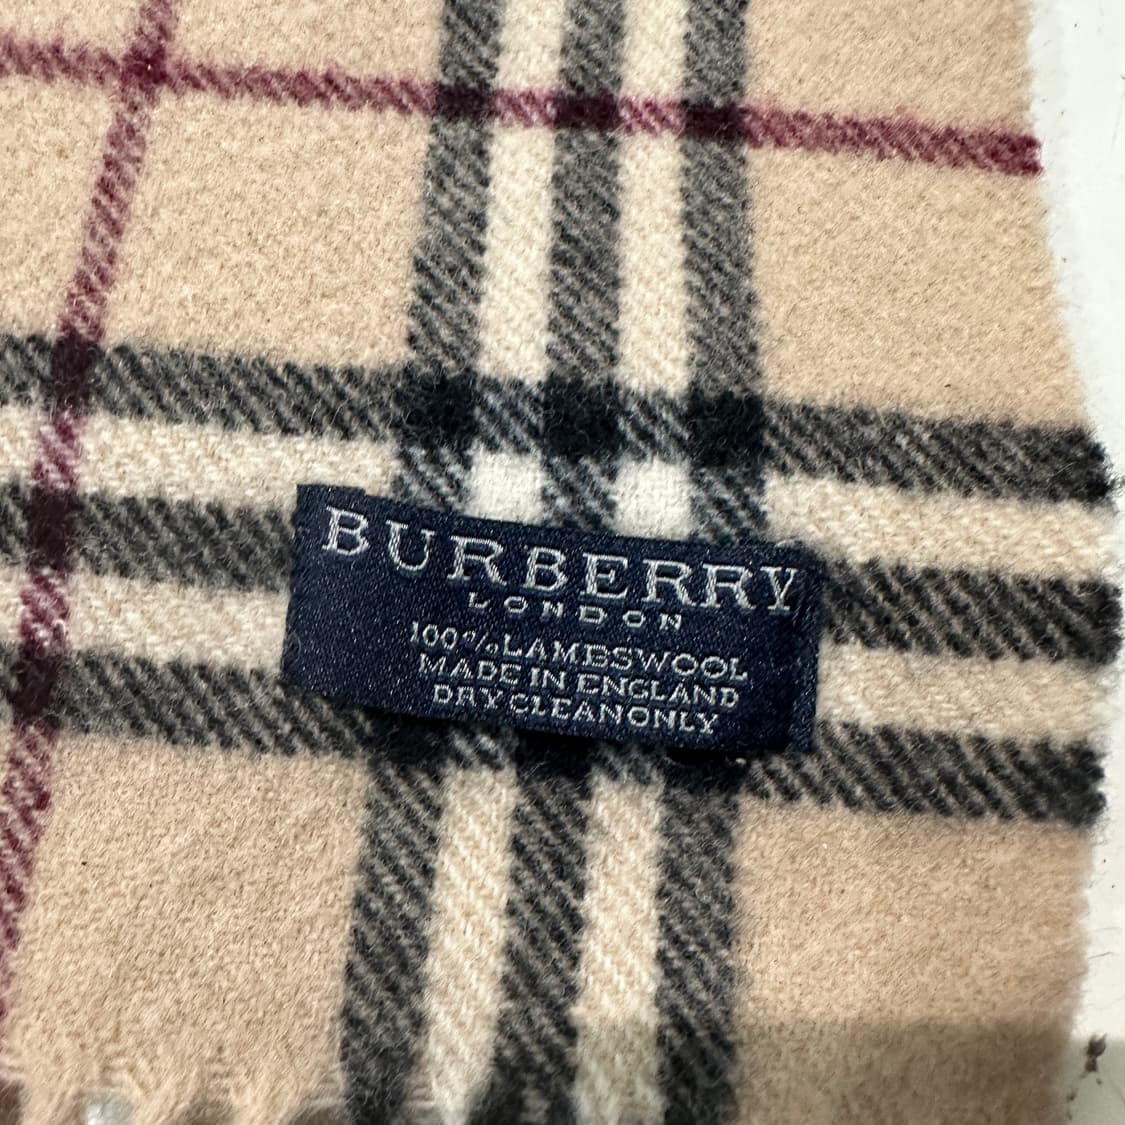 BURBERRY
LONDON
100% LAMBSWOOL
MADE IN ENGLAND
DRY CLEAN ONLY